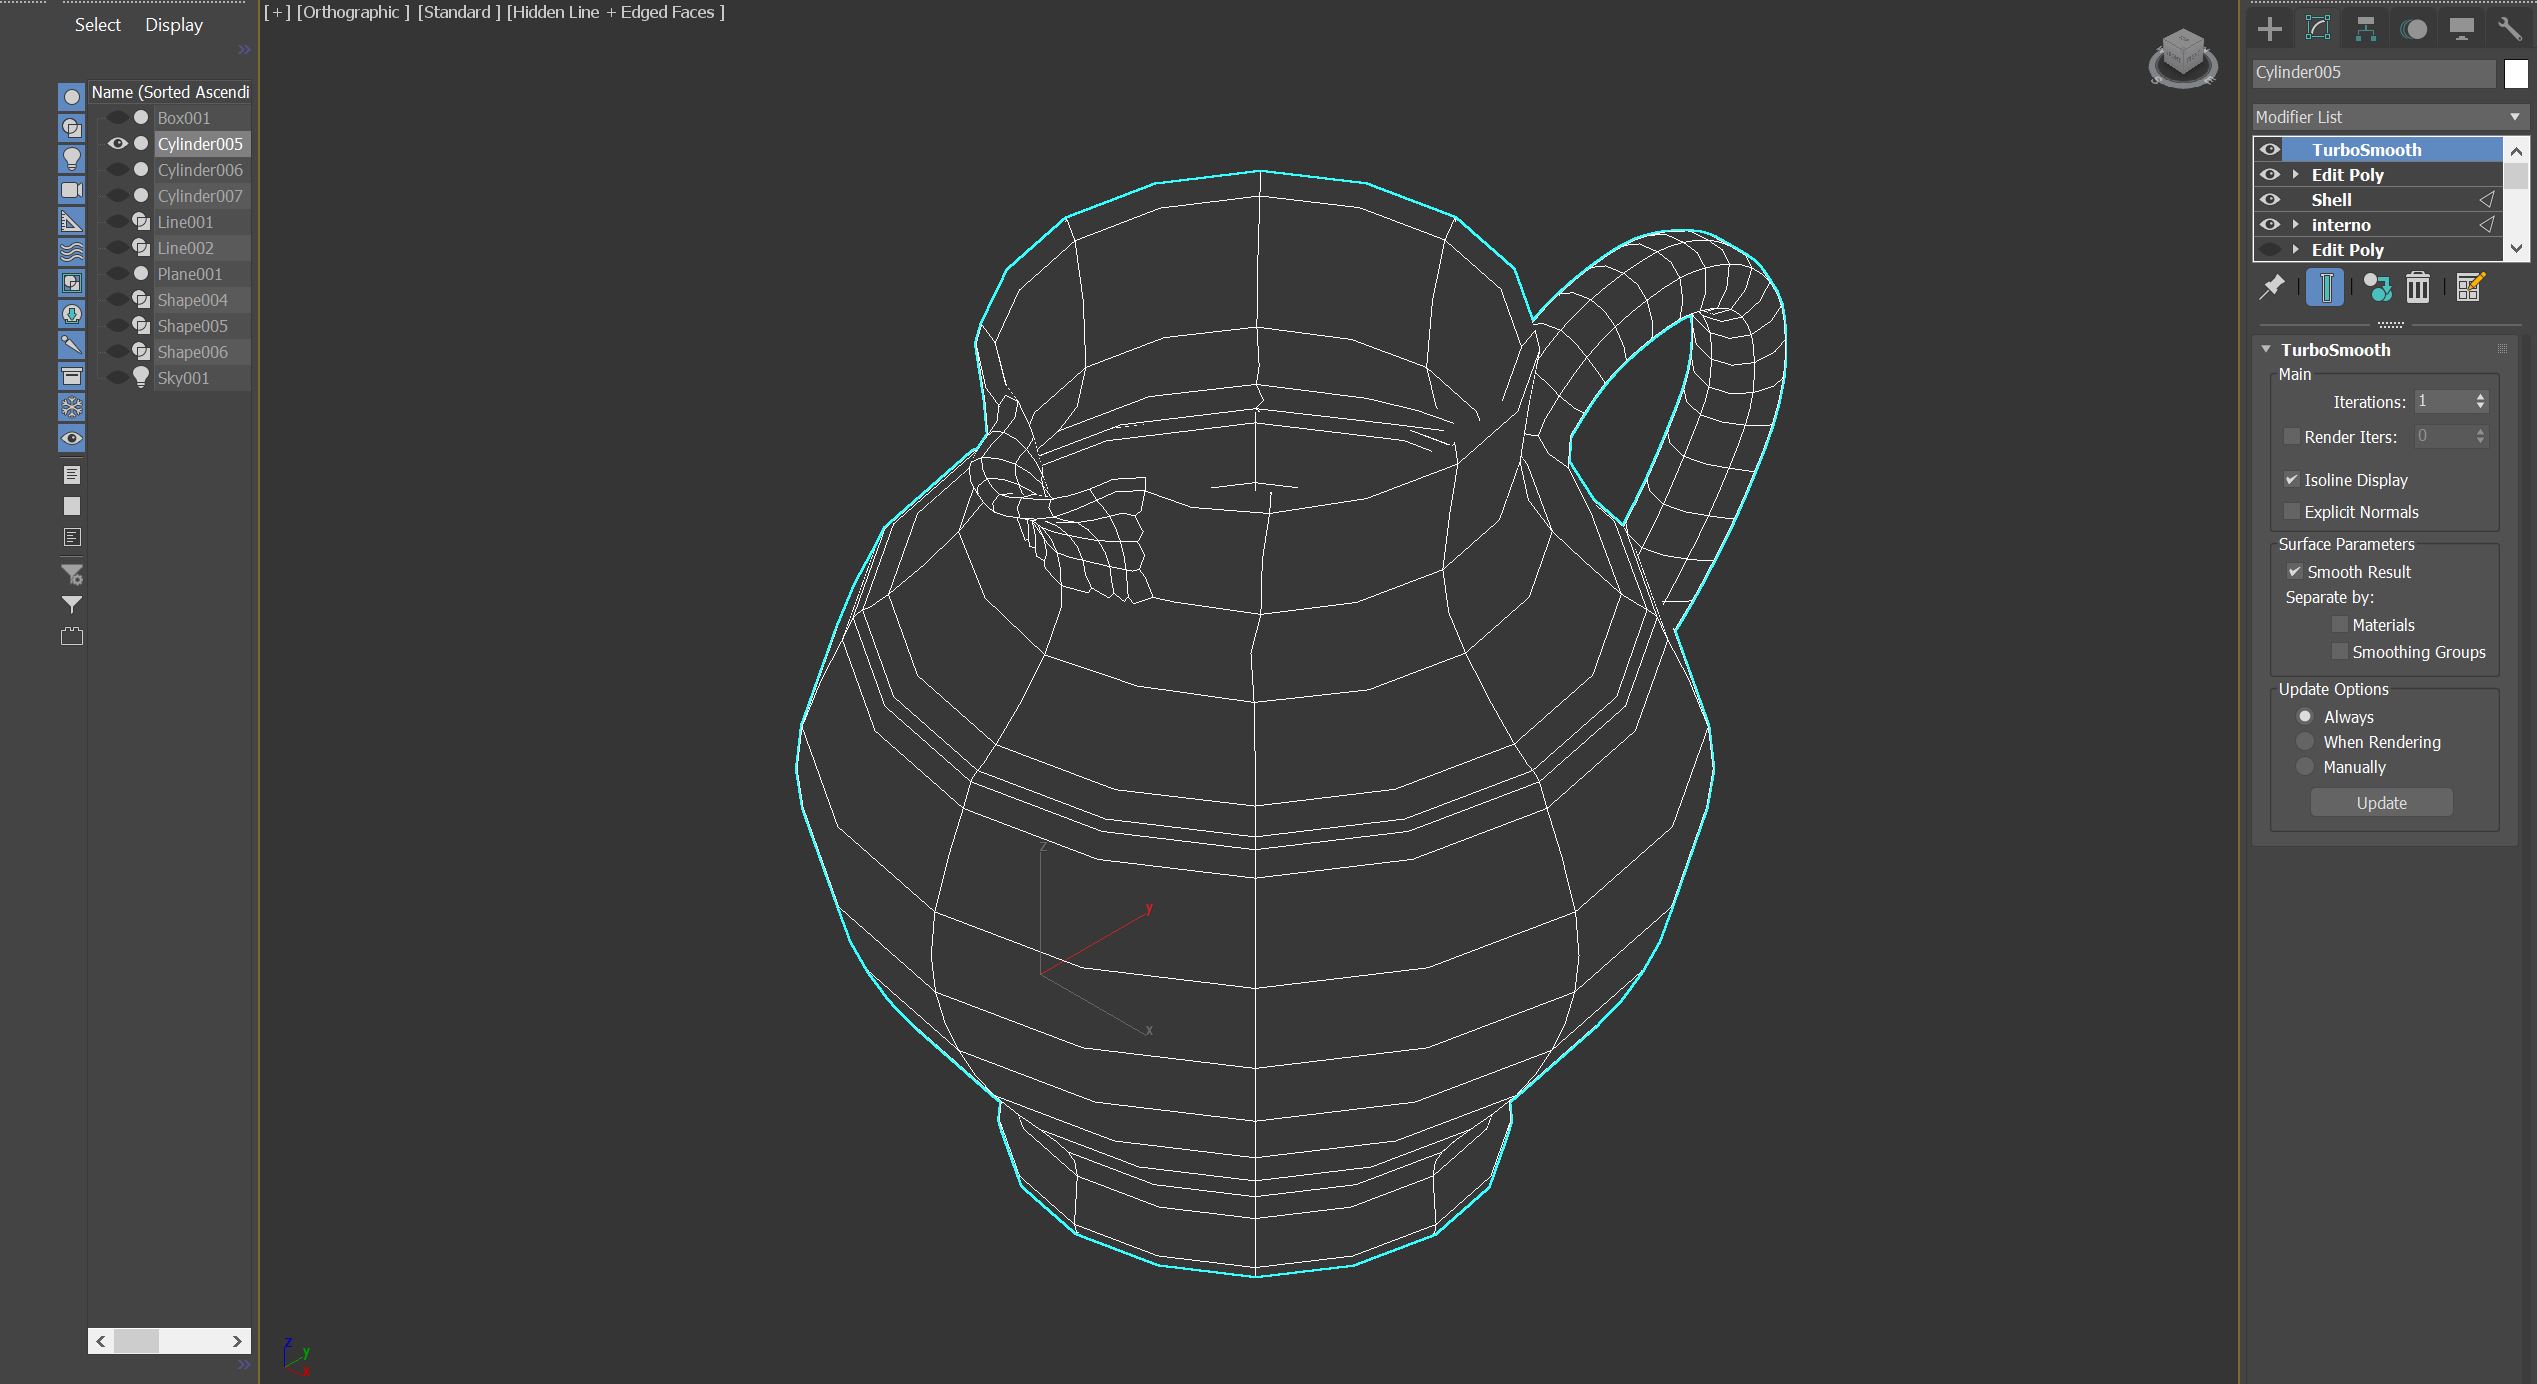 Select Display
[+] [Orthographic ] [Standard ] [Hidden Line + Edged Faces ]
Name (Sorted Ascendi
Box001
Cylinder005
Cylinder006
Cylinder007
Line001
Line002
Plane001
Shape004
Shape005
Shape006
Sky001
z
y
x
z
y
x
Cylinder005
Modifier List
TurboSmooth
Edit Poly
Shell
interno
Edit Poly
TurboSmooth
Main
Iterations: 1
Render Iters: 0
Isoline Display
Explicit Normals
Surface Parameters
Smooth Result
Separate by:
Materials
Smoothing Groups
Update Options
Always
When Rendering
Manually
Update